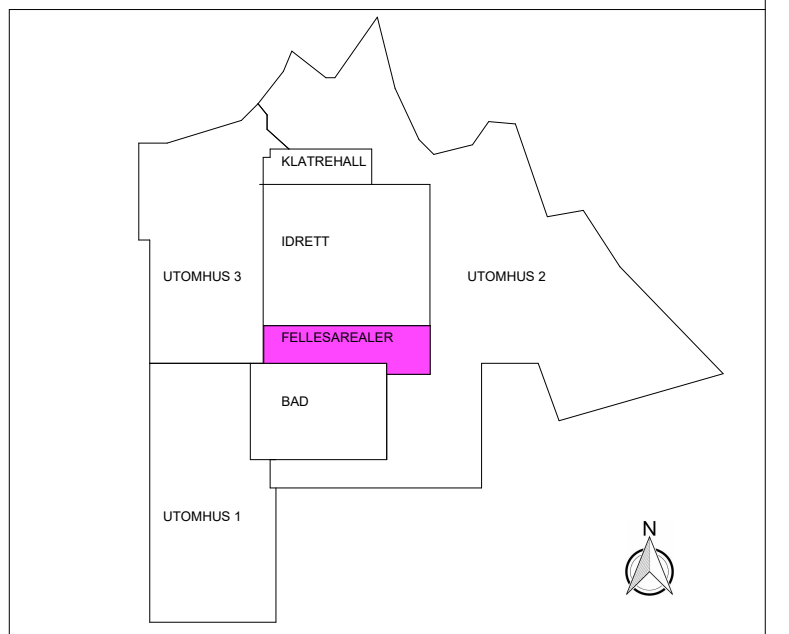 KLATREHALL
IDRETT
UTOMHUS 3
UTOMHUS 2
FELLESAREALER
BAD
UTOMHUS 1
N